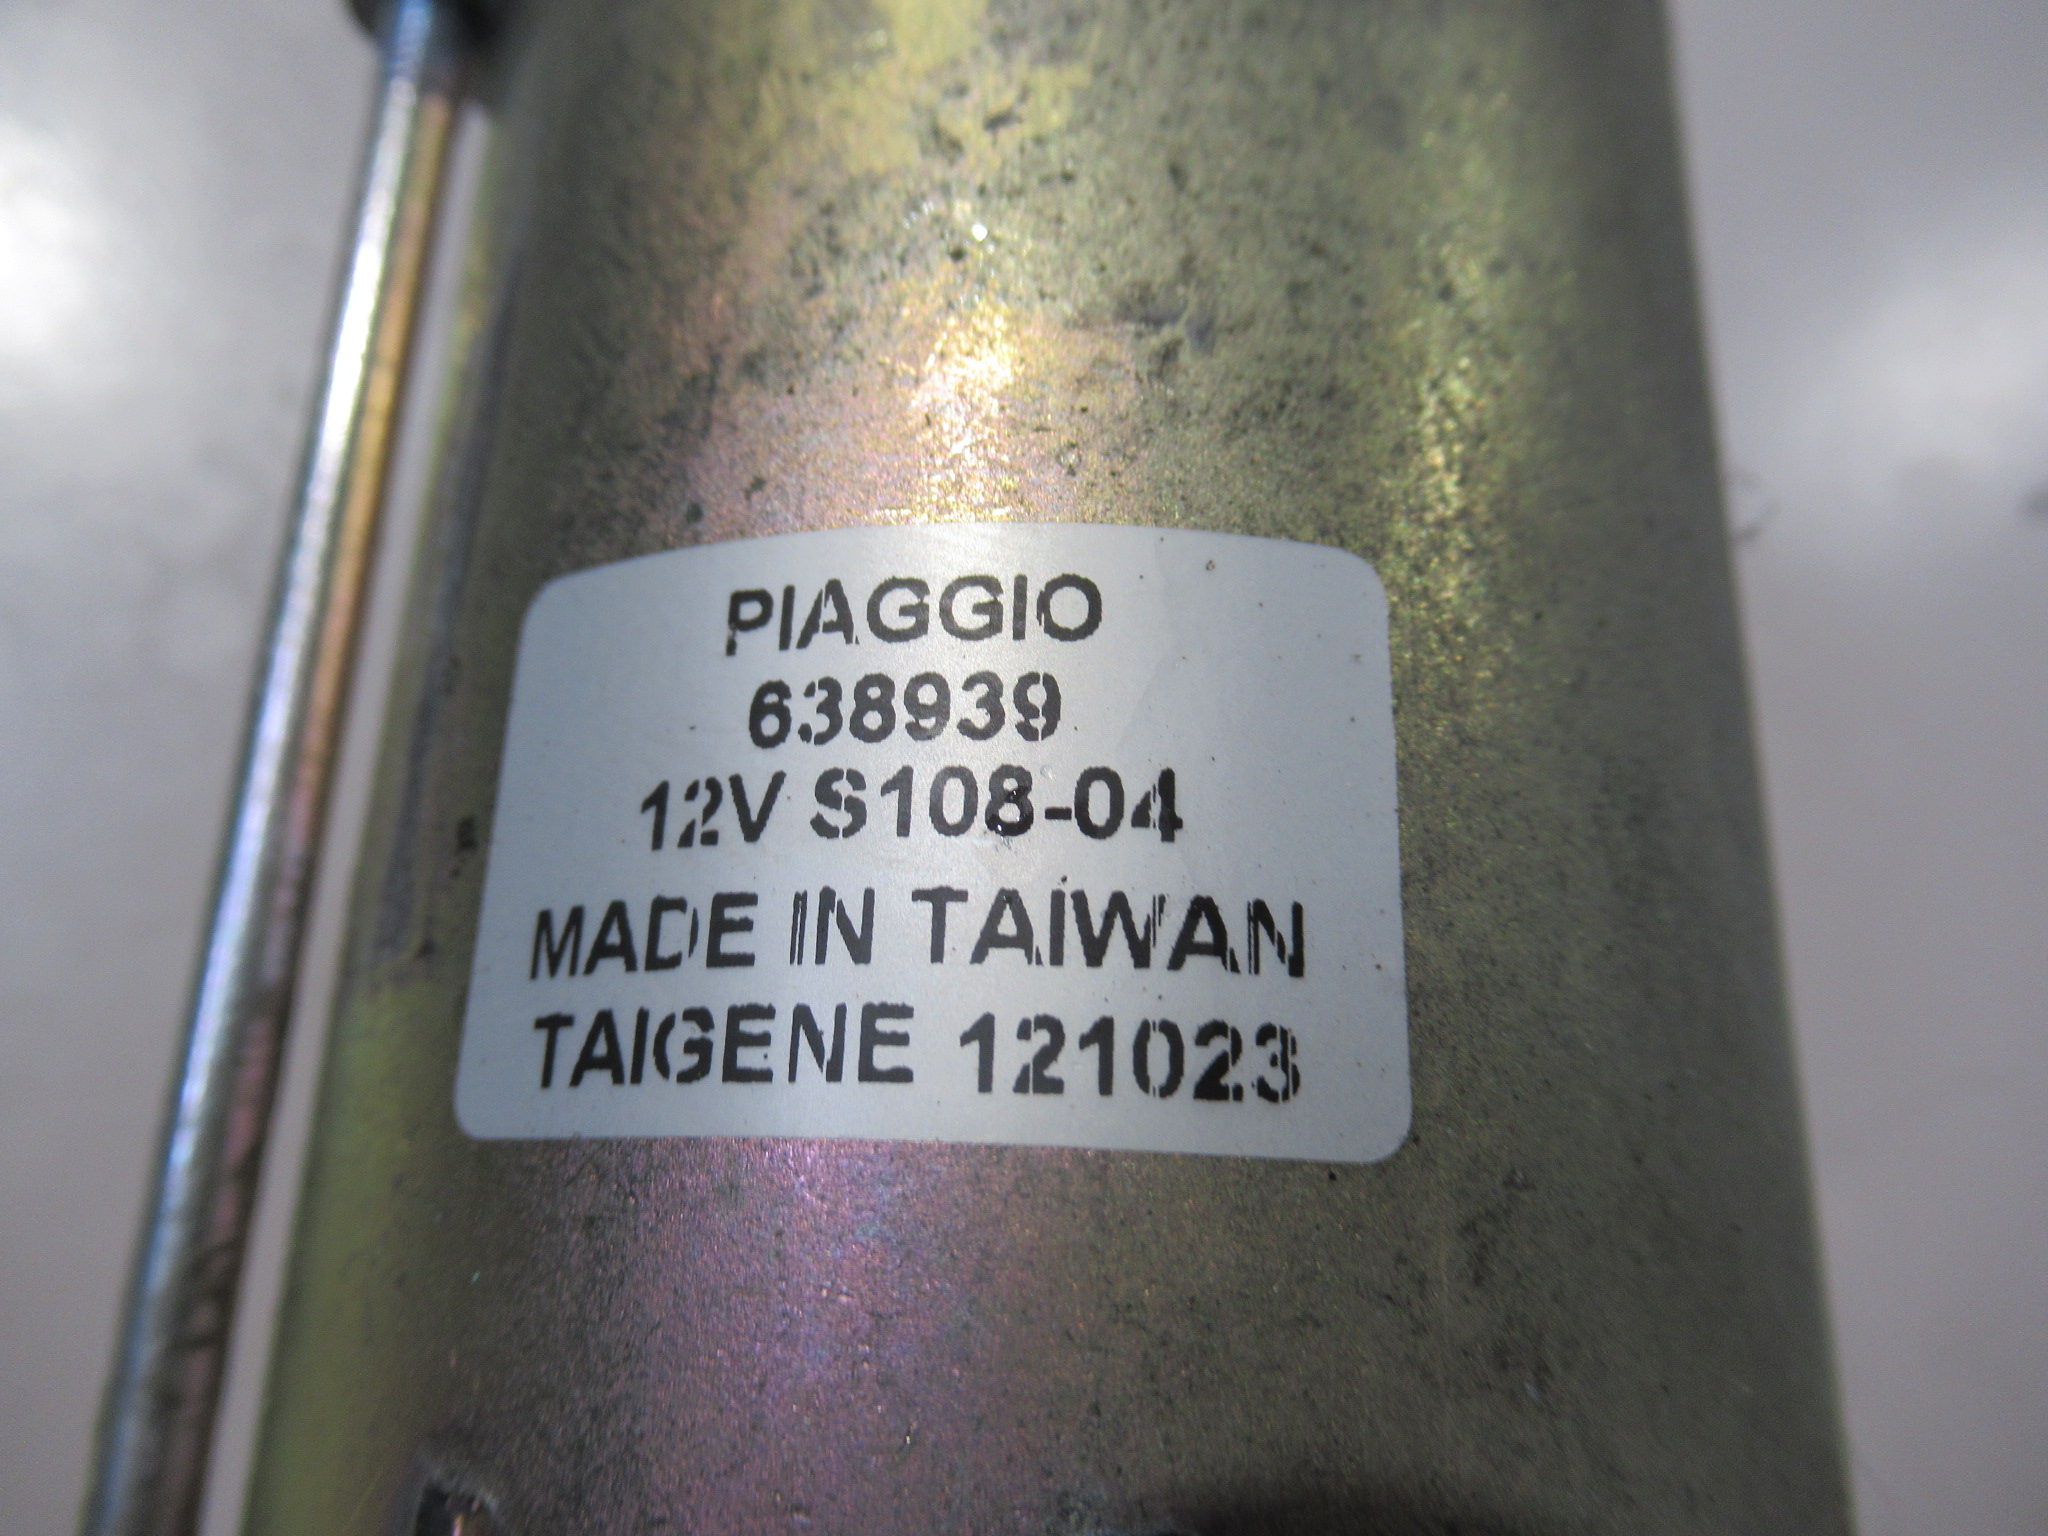 PIAGGIO
638939
12V S108-04
MADE IN TAIWAN
TAIGENE 121023